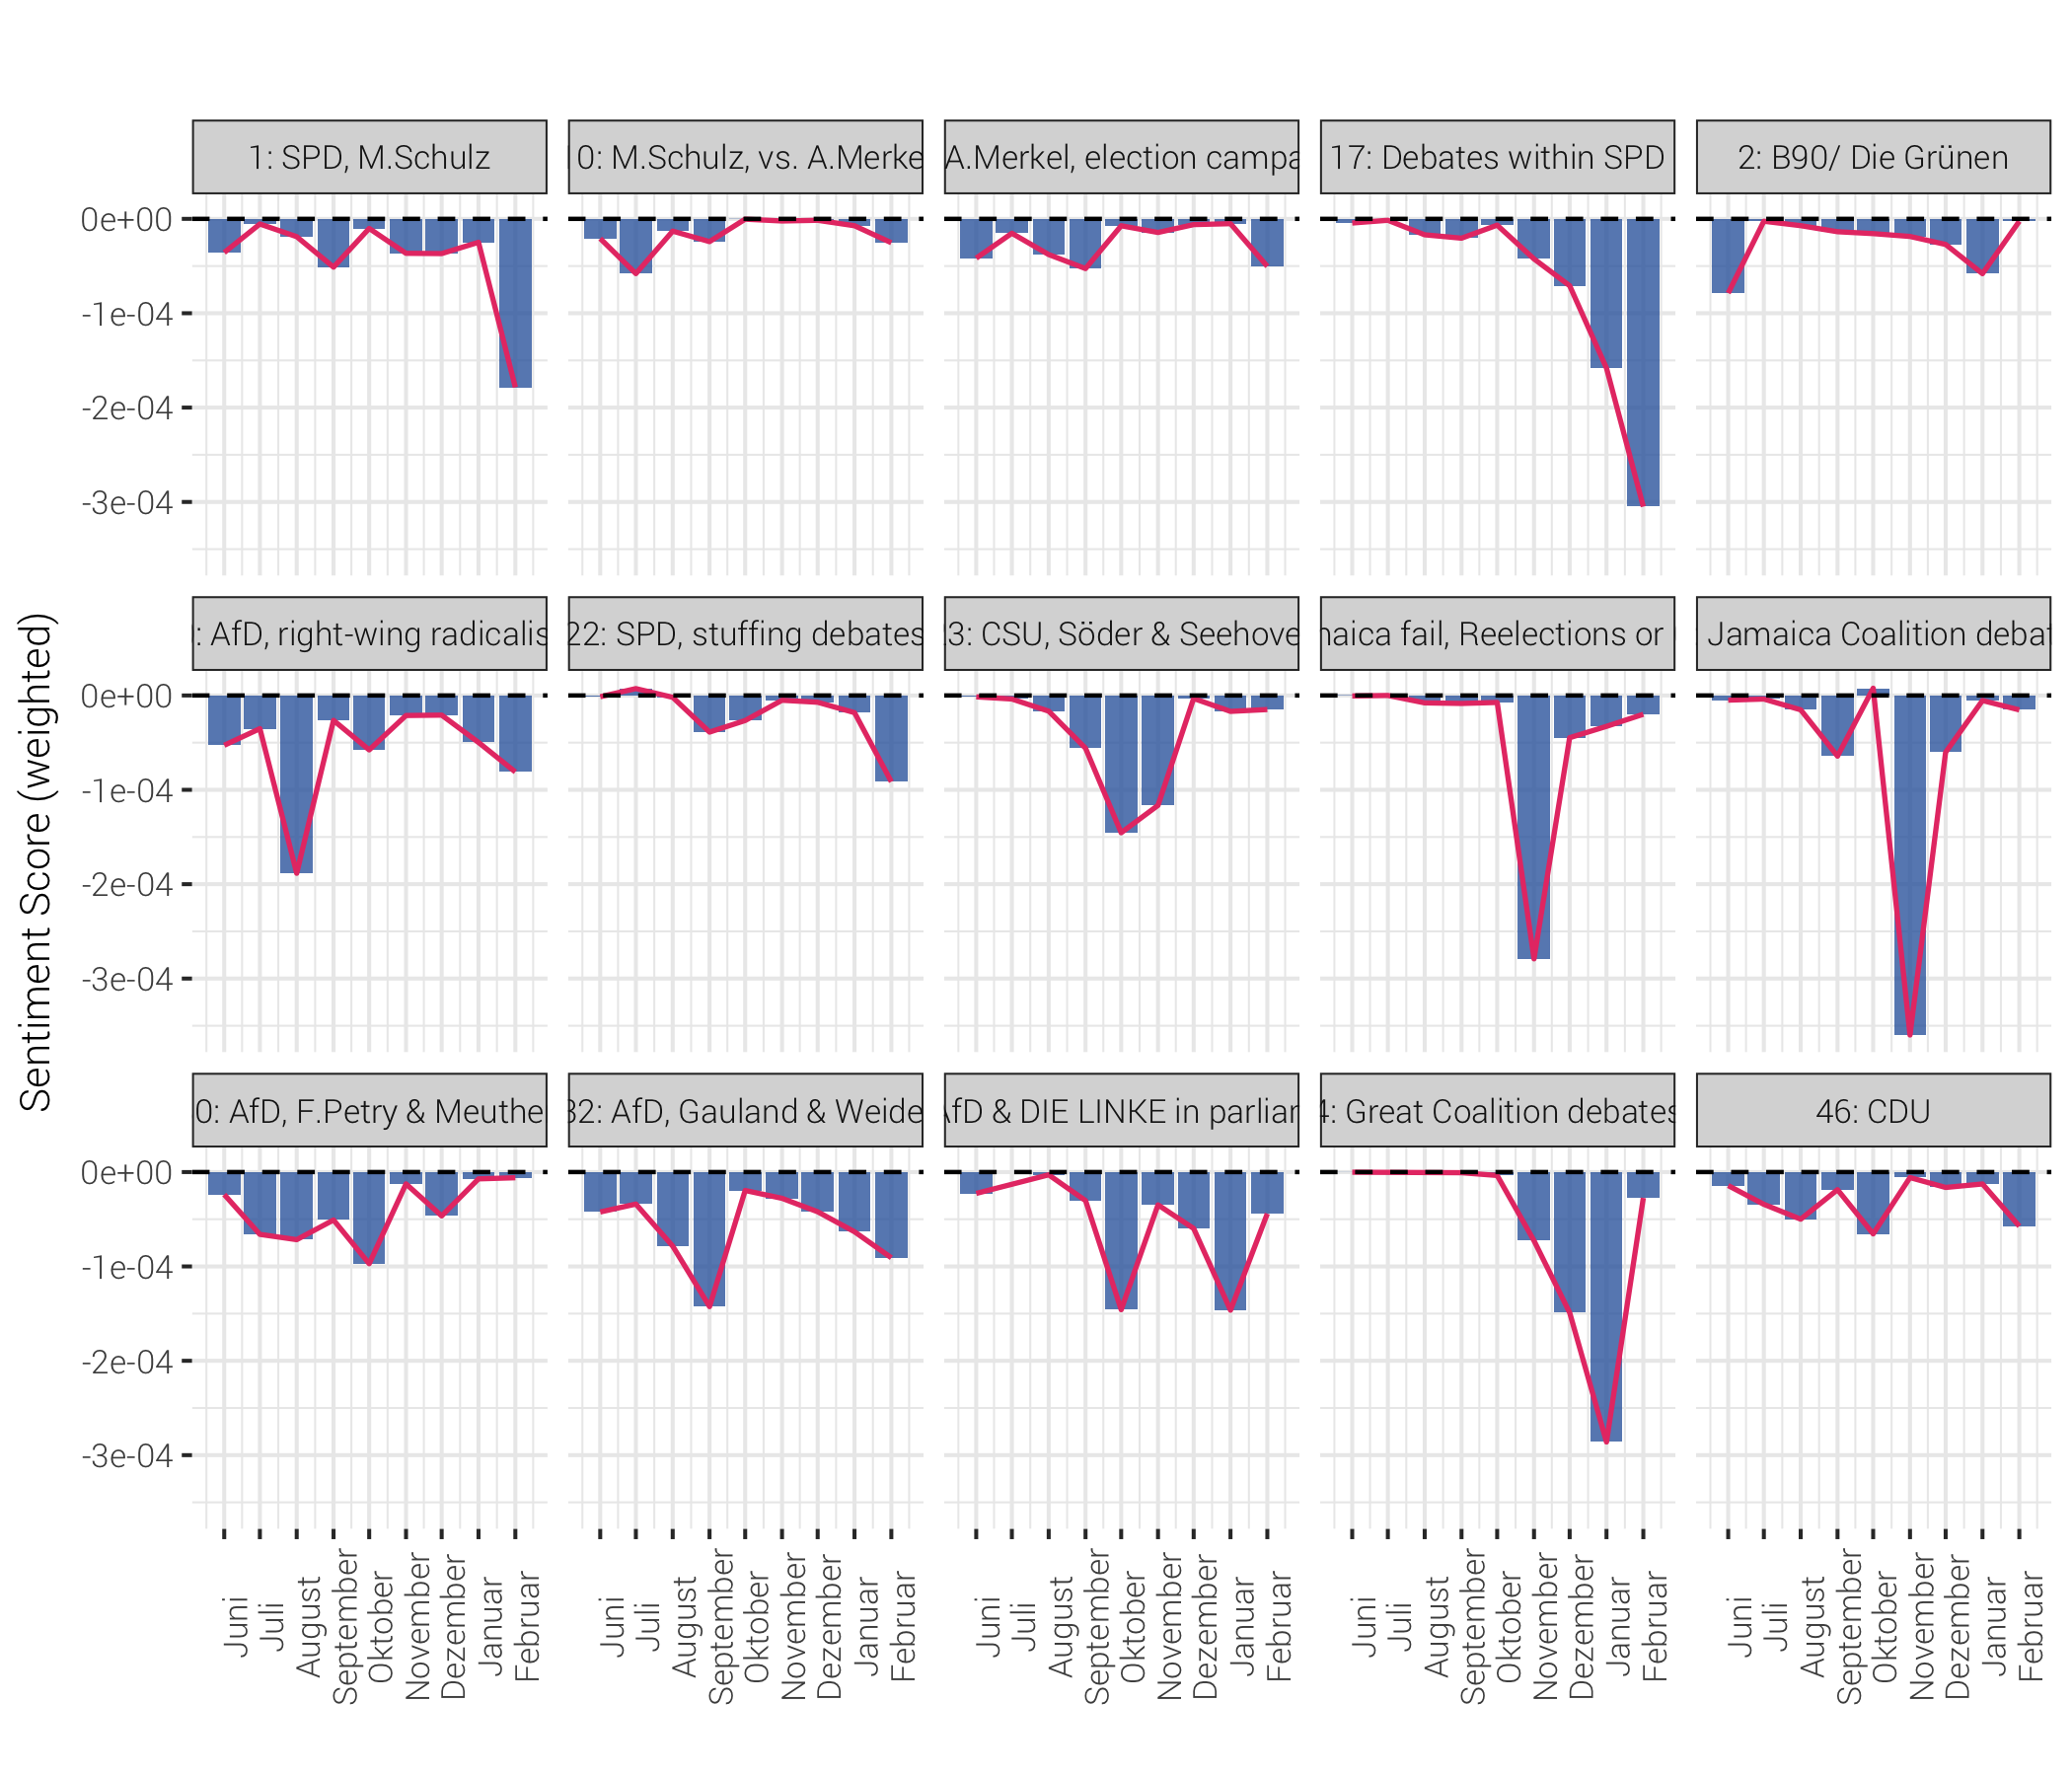 1: SPD, M.Schulz
0: M.Schulz, vs. A.Merke
A.Merkel, election campa
17: Debates within SPD
2: B90/ Die Grünen
0e+00
-1e-04
-2e-04
-3e-04
: AfD, right-wing radicalis
22: SPD, stuffing debates
3: CSU, Söder & Seehove
naica fail, Reelections or
Jamaica Coalition debat
0e+00
-1e-04
-2e-04
-3e-04
Sentiment Score (weighted)
0: AfD, F.Petry & Meuthe
32: AfD, Gauland & Weide
AfD & DIE LINKE in parliar
4: Great Coalition debates
46: CDU
0e+00
-1e-04
-2e-04
-3e-04
Juni Juli August September Oktober November Dezember Januar Februar
Juni Juli August September Oktober November Dezember Januar Februar
Juni Juli August September Oktober November Dezember Januar Februar
Juni Juli August September Oktober November Dezember Januar Februar
Juni Juli August September Oktober November Dezember Januar Februar